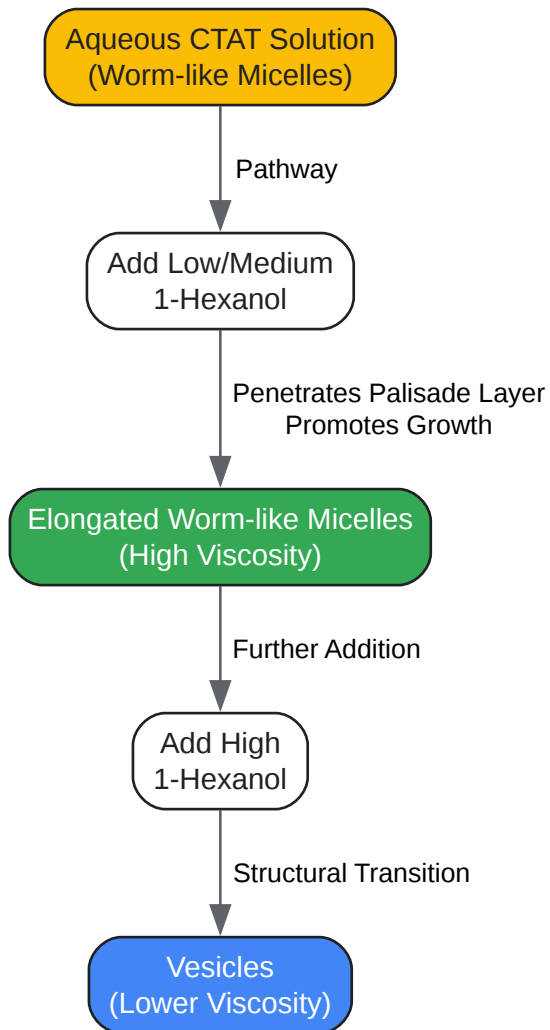 Aqueous CTAT Solution
(Worm-like Micelles)
Pathway
Add Low/Medium
1-Hexanol
Penetrates Palisade Layer
Promotes Growth
Elongated Worm-like Micelles
(High Viscosity)
Further Addition
Add High
1-Hexanol
Structural Transition
Vesicles
(Lower Viscosity)